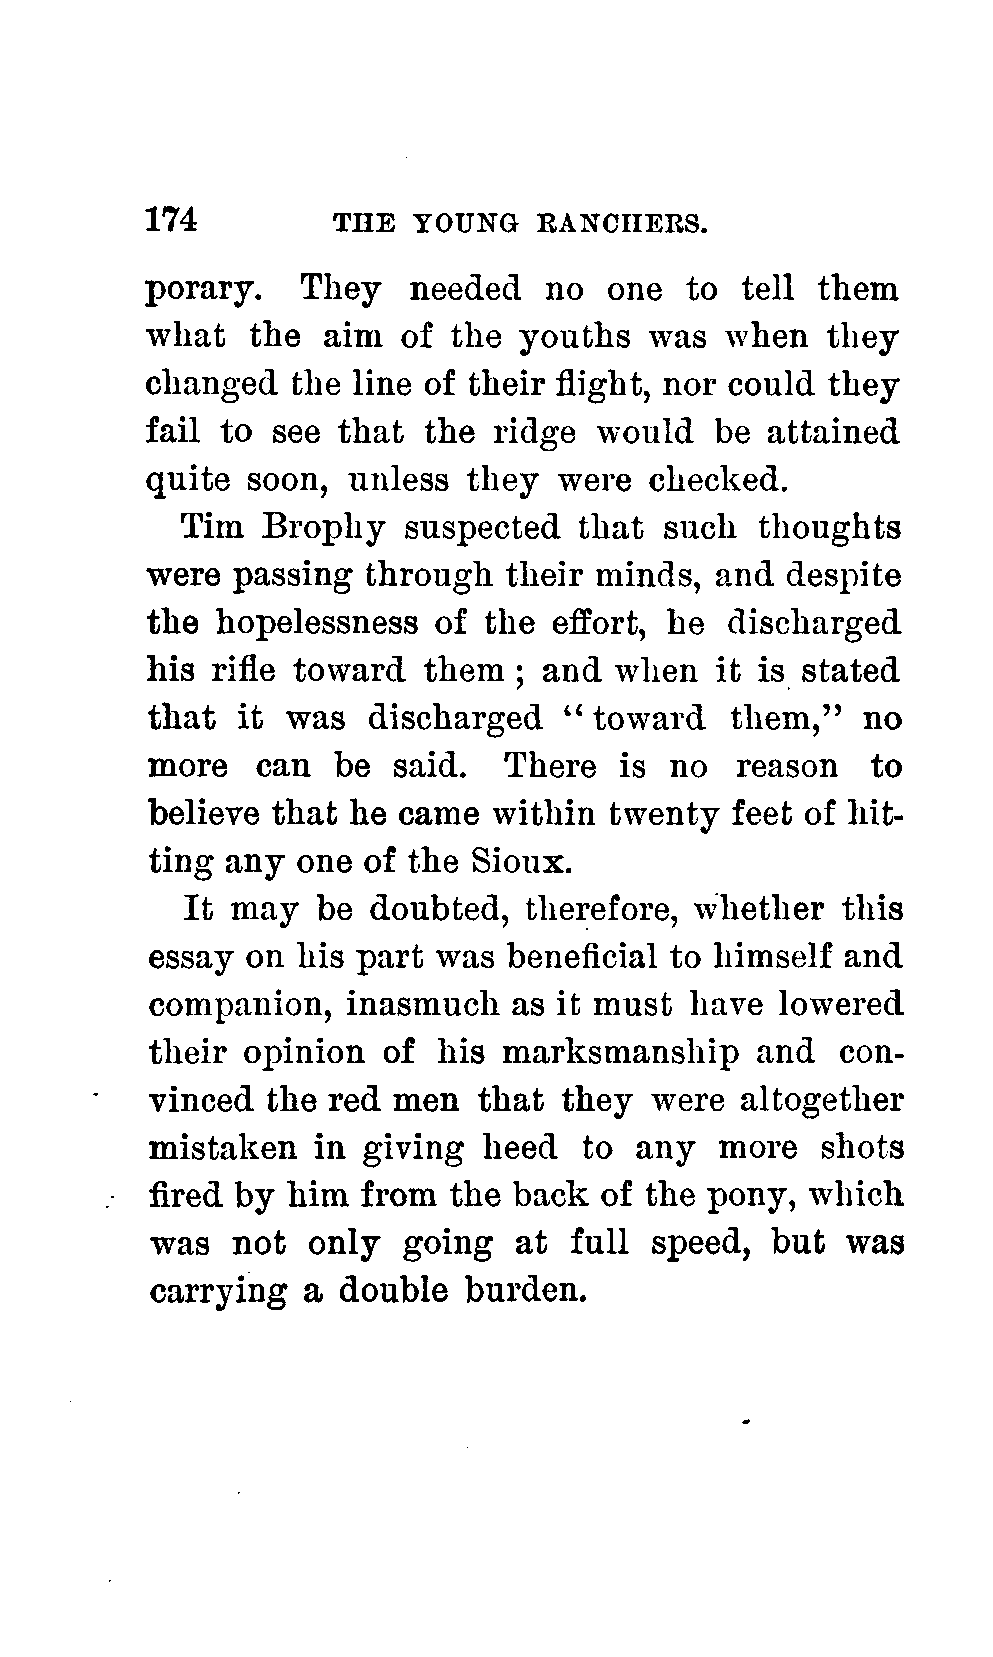 174 THE YOUNG RANCHERS.
porary. They needed no one to tell them
what the aim of the youths was when they
changed the line of their flight, nor could they
fail to see that the ridge would be attained
quite soon, unless they were checked.
Tim Brophy suspected that such thoughts
were passing through their minds, and despite
the hopelessness of the effort, he discharged
his rifle toward them ; and when it is stated
that it was discharged “ toward them,” no
more can be said. There is no reason to
believe that he came within twenty feet of hit-
ting any one of the Sioux.
It may be doubted, therefore, whether this
essay on his part was beneficial to himself and
companion, inasmuch as it must have lowered
their opinion of his marksmanship and con-
vinced the red men that they were altogether
mistaken in giving heed to any more shots
fired by him from the back of the pony, which
was not only going at full speed, but was
carrying a double burden.